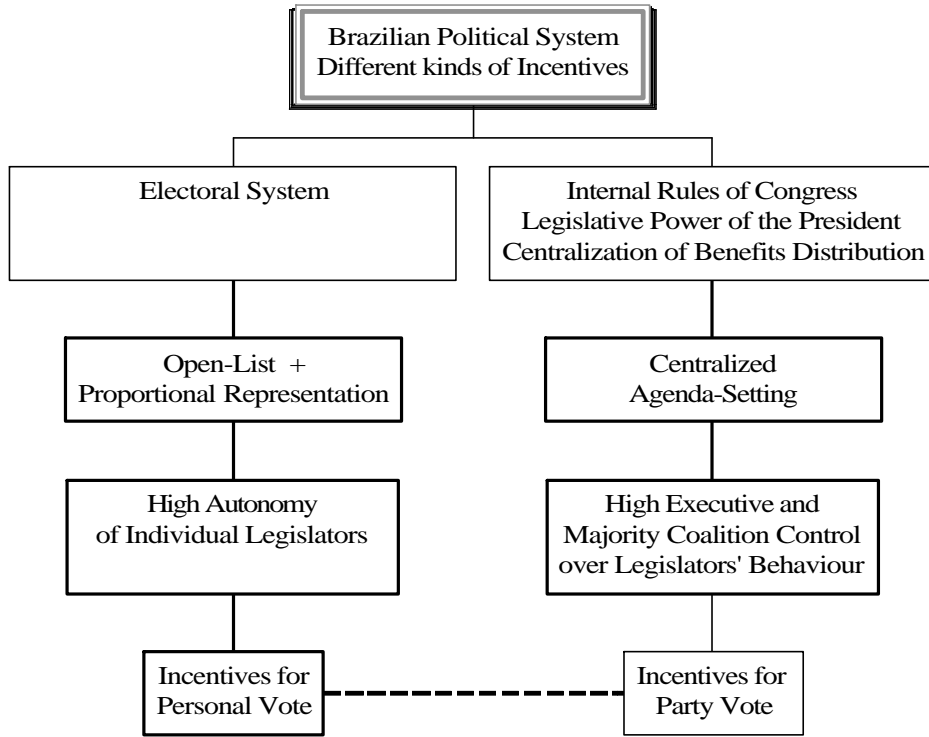 Brazilian Political System
Different kinds of Incentives
Electoral System
Internal Rules of Congress
Legislative Power of the President
Centralization of Benefits Distribution
Open-List +
Proportional Representation
Centralized
Agenda-Setting
High Autonomy
of Individual Legislators
High Executive and
Majority Coalition Control
over Legislators' Behaviour
Incentives for
Personal Vote
Incentives for
Party Vote